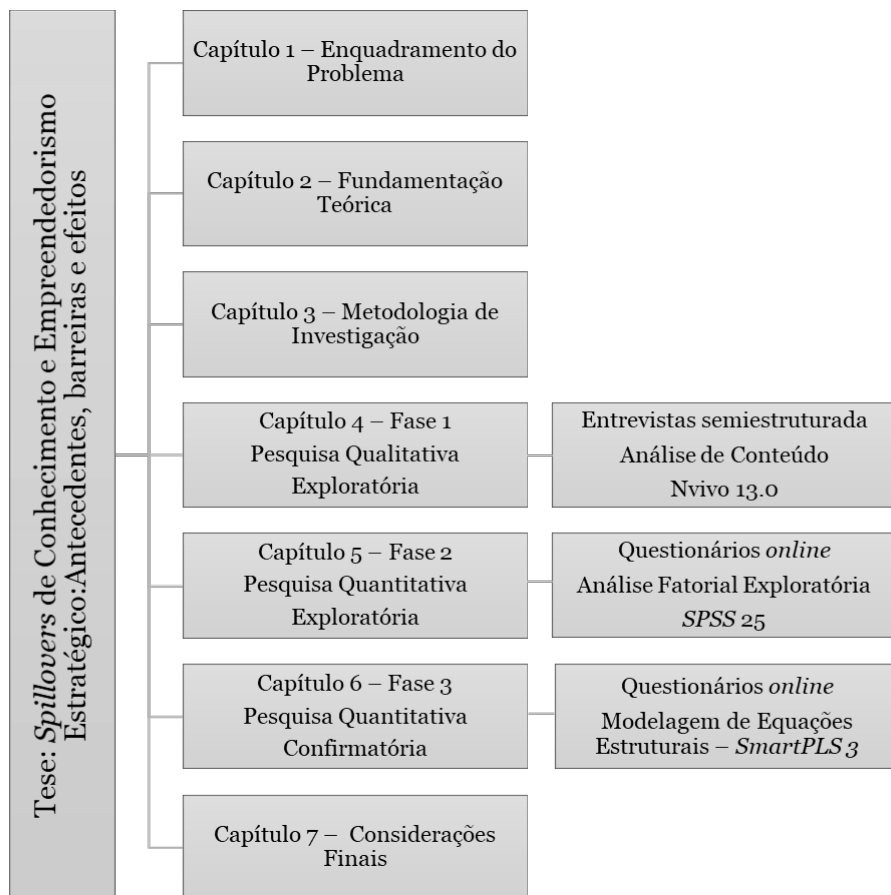 Tese: Spillovers de Conhecimento e Empreendedorismo
Estratégico:Antecedentes, barreiras e efeitos
Capítulo 1 – Enquadramento do
Problema
Capítulo 2 – Fundamentação
Teórica
Capítulo 3 – Metodologia de
Investigação
Capítulo 4 – Fase 1
Pesquisa Qualitativa
Exploratória
Entrevistas semiestruturada
Análise de Conteúdo
Nvivo 13.0
Capítulo 5 – Fase 2
Pesquisa Quantitativa
Exploratória
Questionários online
Análise Fatorial Exploratória
SPSS 25
Capítulo 6 – Fase 3
Pesquisa Quantitativa
Confirmatória
Questionários online
Modelagem de Equações
Estruturais – SmartPLS 3
Capítulo 7 – Considerações
Finais